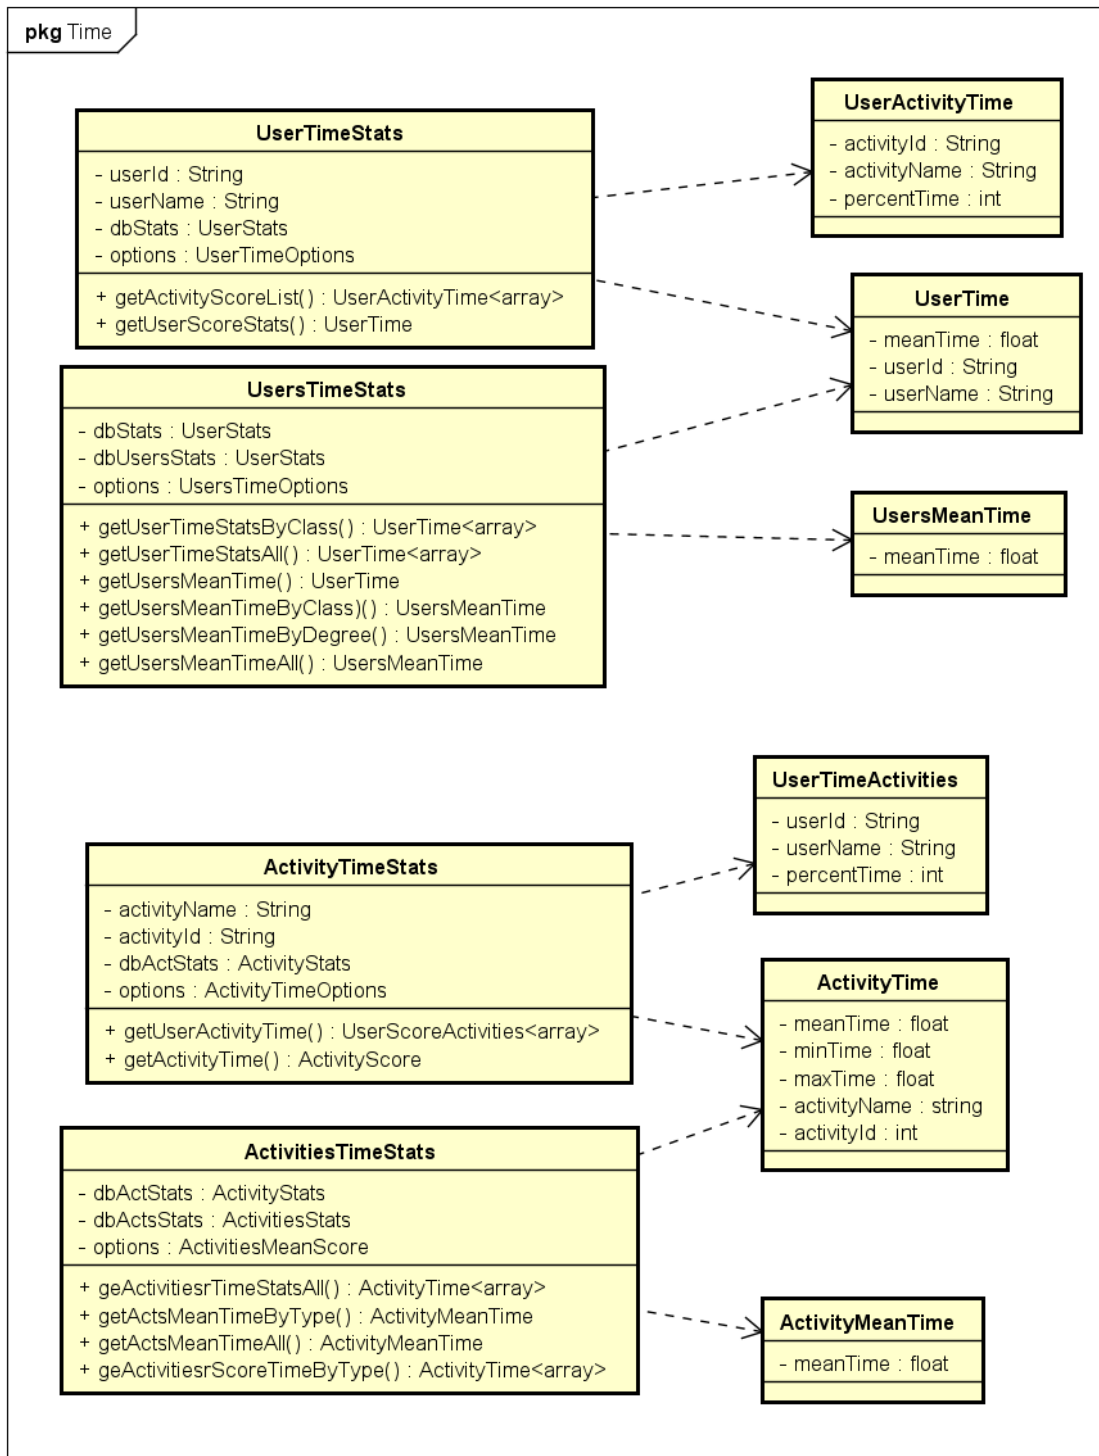 pkg Time
UserTimeStats
- userId : String
- userName : String
- dbStats : UserStats
- options : UserTimeOptions
+ getActivityScoreList() : UserActivityTime<array>
+ getUserScoreStats() : UserTime
UserActivityTime
- activityId : String
- activityName : String
- percentTime : int
UserTime
- meanTime : float
- userId : String
- userName : String
UsersTimeStats
- dbStats : UserStats
- dbUsersStats : UserStats
- options : UsersTimeOptions
+ getUserTimeStatsByClass() : UserTime<array>
+ getUserTimeStatsAll() : UserTime<array>
+ getUsersMeanTime() : UserTime
+ getUsersMeanTimeByClass)() : UsersMeanTime
+ getUsersMeanTimeByDegree() : UsersMeanTime
+ getUsersMeanTimeAll() : UsersMeanTime
UsersMeanTime
- meanTime : float
UserTimeActivities
- userId : String
- userName : String
- percentTime : int
ActivityTimeStats
- activityName : String
- activityId : String
- dbActStats : ActivityStats
- options : ActivityTimeOptions
+ getUserActivityTime() : UserScoreActivities<array>
+ getActivityTime() : ActivityScore
ActivityTime
- meanTime : float
- minTime : float
- maxTime : float
- activityName : string
- activityId : int
ActivitiesTimeStats
- dbActStats : ActivityStats
- dbActsStats : ActivitiesStats
- options : ActivitiesMeanScore
+ geActivitiesrTimeStatsAll() : ActivityTime<array>
+ getActsMeanTimeByType() : ActivityMeanTime
+ getActsMeanTimeAll() : ActivityMeanTime
+ geActivitiesrScoreTimeByType() : ActivityTime<array>
ActivityMeanTime
- meanTime : float